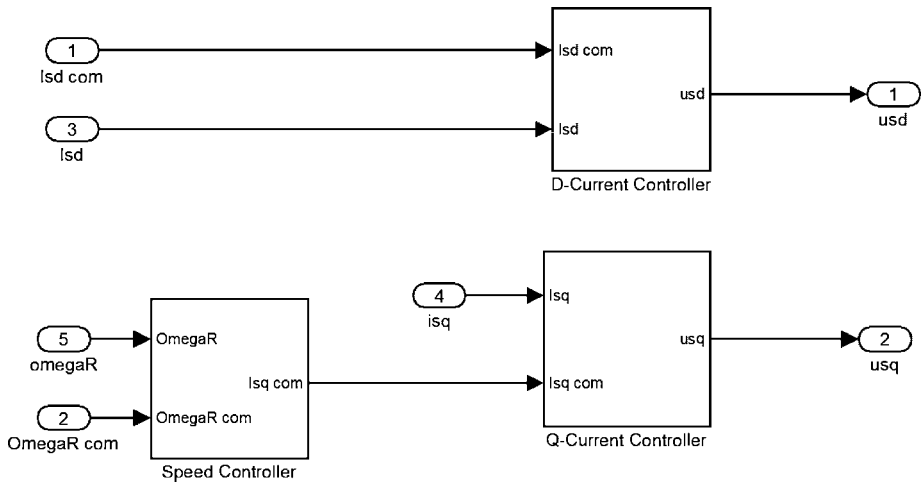 1
Isd com
3
Isd
Isd com
Isd
usd
D-Current Controller
1
usd
5
omegaR
2
OmegaR com
OmegaR
OmegaR com
Isq com
Speed Controller
4
isq
Isq
Isq com
usq
Q-Current Controller
2
usq